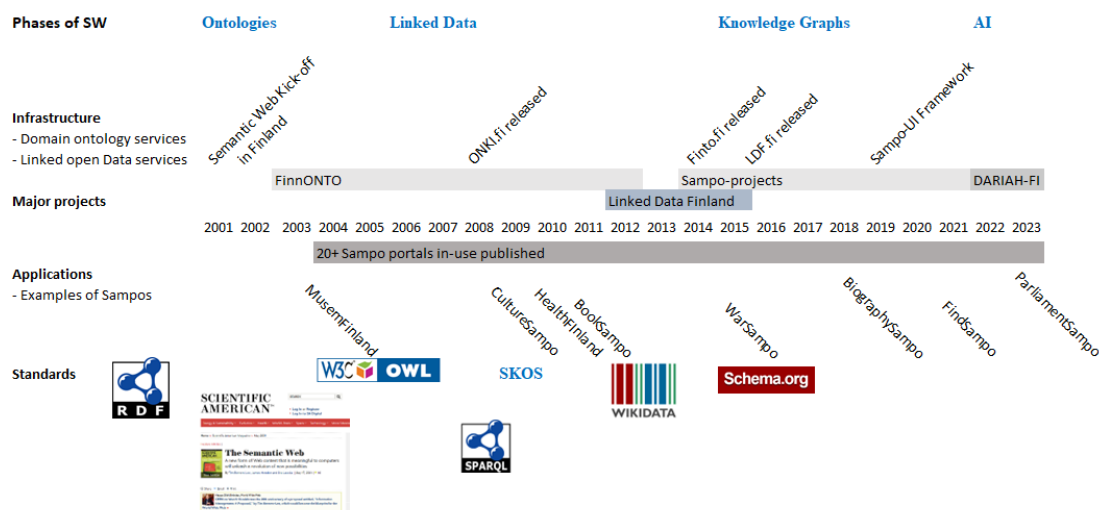 Phases of SW Ontologies Linked Data Knowledge Graphs AI
Semantic Web Kick-off
in Finland
ONKI.fi released
Finto.fi released
LDF.fi released
Sampo-UI Framework
Infrastructure
- Domain ontology services
- Linked open Data services
FinnONTO Sampo-projects DARIAH-FI
Major projects Linked Data Finland
2001 2002 2003 2004 2005 2006 2007 2008 2009 2010 2011 2012 2013 2014 2015 2016 2017 2018 2019 2020 2021 2022 2023
20+ Sampo portals in-use published
Applications
- Examples of Sampos
MusemFinland
CultureSampo
HealthFinland
BookSampo
WarSampo
BiographySampo
FindSampo
ParliamentSampo
Standards
RDF
W3C OWL
SKOS
WIKIDATA
Schema.org
SPARQL
SCIENTIFIC
AMERICAN
The Semantic Web